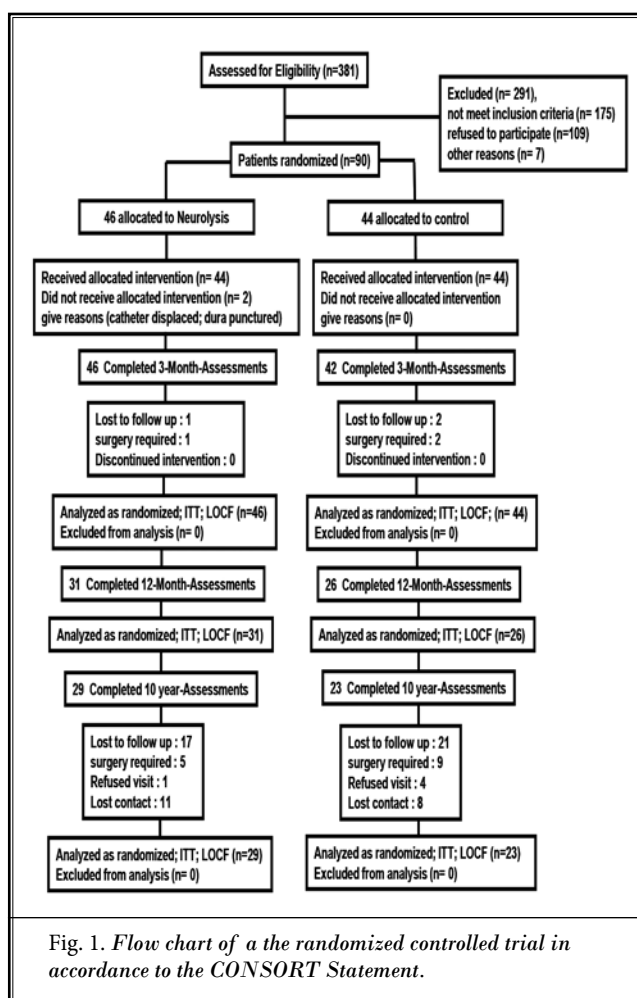 Assessed for Eligibility (n=381)
Excluded (n= 291),
not meet inclusion criteria (n= 175)
refused to participate (n=109)
other reasons (n= 7)
Patients randomized (n=90)
46 allocated to Neurolysis
44 allocated to control
Received allocated intervention (n= 44)
Did not receive allocated intervention (n= 2)
give reasons (catheter displaced; dura punctured)
Received allocated intervention (n= 44)
Did not receive allocated intervention
give reasons (n= 0)
46 Completed 3-Month-Assessments
42 Completed 3-Month-Assessments
Lost to follow up : 1
surgery required : 1
Discontinued intervention : 0
Lost to follow up : 2
surgery required : 2
Discontinued intervention : 0
Analyzed as randomized; ITT; LOCF (n=46)
Excluded from analysis (n= 0)
Analyzed as randomized; ITT; LOCF; (n= 44)
Excluded from analysis (n= 0)
31 Completed 12-Month-Assessments
26 Completed 12-Month-Assessments
Analyzed as randomized; ITT; LOCF (n=31)
Analyzed as randomized; ITT; LOCF (n=26)
29 Completed 10 year-Assessments
23 Completed 10 year-Assessments
Lost to follow up : 17
surgery required : 5
Refused visit : 1
Lost contact : 11
Lost to follow up : 21
surgery required : 9
Refused visit : 4
Lost contact : 8
Analyzed as randomized; ITT; LOCF (n=29)
Excluded from analysis (n= 0)
Analyzed as randomized; ITT; LOCF (n=23)
Excluded from analysis (n= 0)
Fig. 1. Flow chart of a the randomized controlled trial in
accordance to the CONSORT Statement.